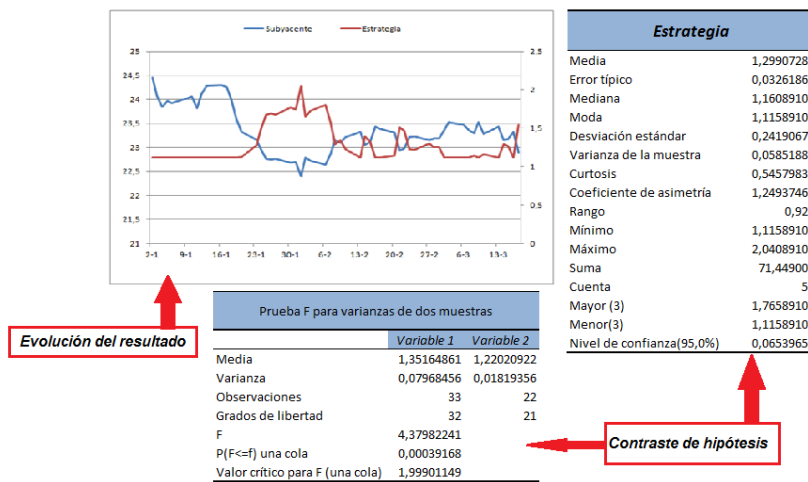 Subyacente Estrategia
25
24,5
24
23,5
23
22,5
22
21,5
21
2.5
2
1.5
1
0.5
0
2-1 9-1 16-1 23-1 30-1 6-2 13-2 20-2 27-2 6-3 13-3
Evolución del resultado
Estrategia
Media 1,2990728
Error típico 0,0326186
Mediana 1,1608910
Moda 1,1158910
Desviación estándar 0,2419067
Varianza de la muestra 0,0585188
Curtosis 0,5457983
Coeficiente de asimetría 1,2493746
Rango 0,92
Mínimo 1,1158910
Máximo 2,0408910
Suma 71,44900
Cuenta 5
Mayor (3) 1,7658910
Menor(3) 1,1158910
Nivel de confianza(95,0%) 0,0653965
Prueba F para varianzas de dos muestras
Variable 1 Variable 2
Media 1,35164861 1,22020922
Varianza 0,07968456 0,01819356
Observaciones 33 22
Grados de libertad 32 21
F 4,37982241
P(F<=f) una cola 0,00039168
Valor crítico para F (una cola) 1,99901149
Contraste de hipótesis